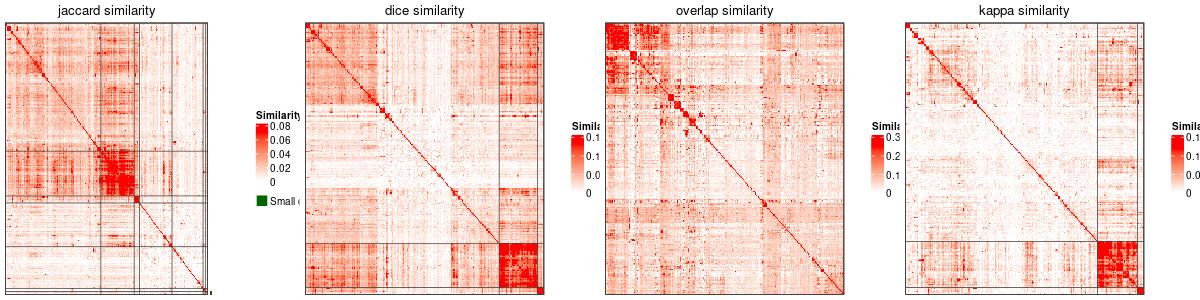 jaccard similarity
dice similarity
overlap similarity
kappa similarity
Similarity
0.08
0.06
0.04
0.02
0
Small
Simila
0.1
0.1
0.0
0
Simila
0.3
0.2
0.1
0
Simila
0.1
0.1
0.0
0